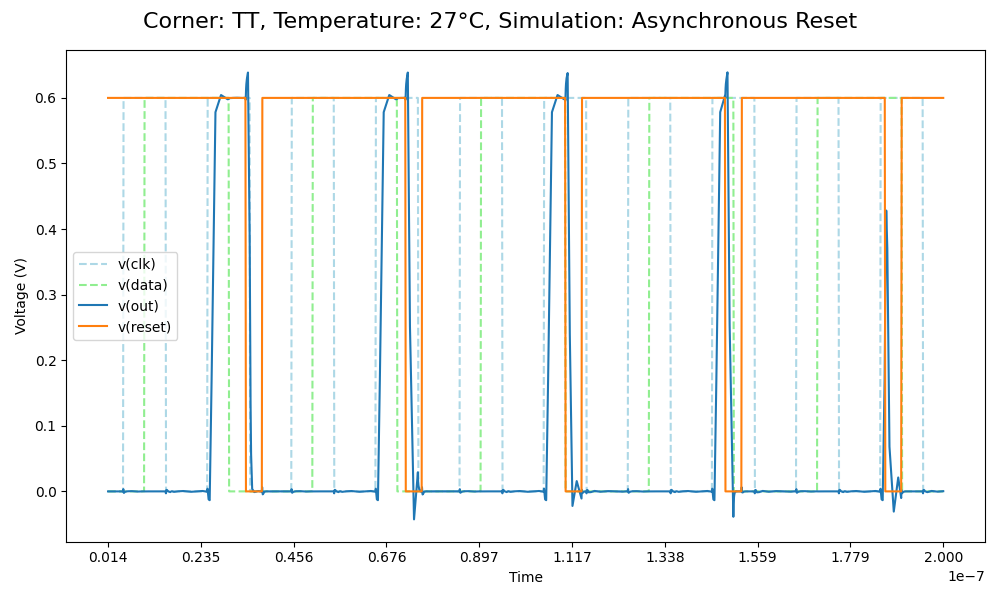 Corner: TT, Temperature: 27°C, Simulation: Asynchronous Reset
Voltage (V)
0.6
0.5
0.4
0.3
0.2
0.1
0.0
v(clk)
v(data)
v(out)
v(reset)
0.014 0.235 0.456 0.676 0.897 1.117 1.338 1.559 1.779 2.000
1e−7
Time